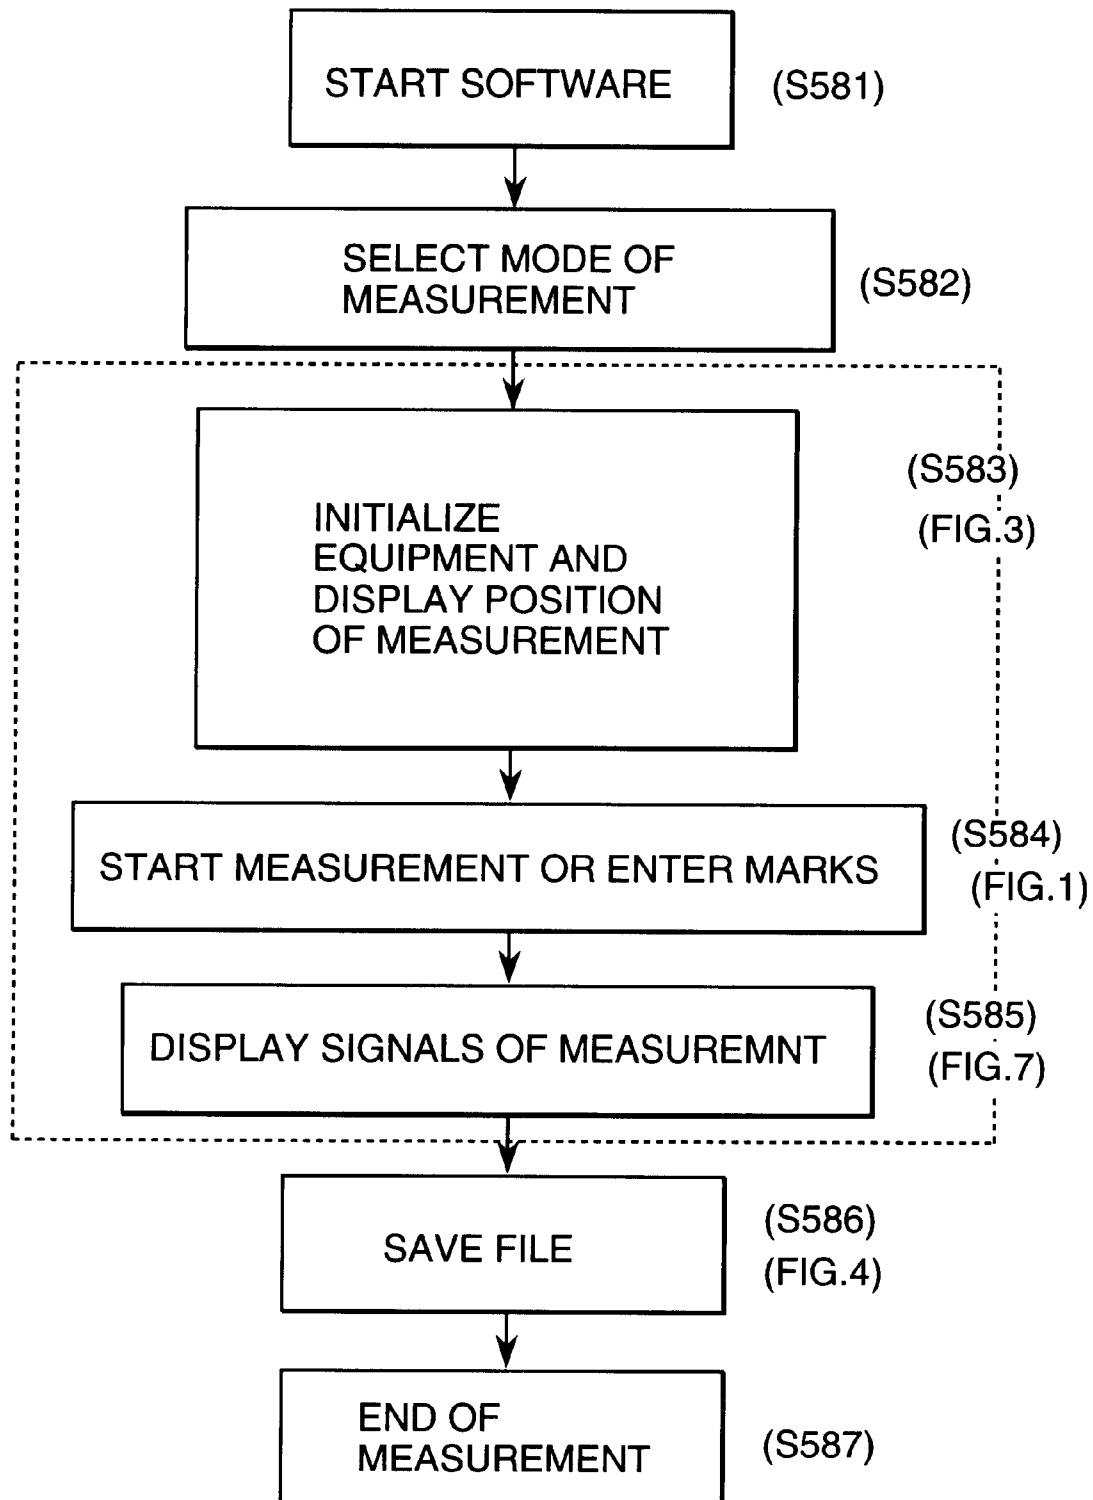 START SOFTWARE
(S581)
SELECT MODE OF
MEASUREMENT
(S582)
INITIALIZE
EQUIPMENT AND
DISPLAY POSITION
OF MEASUREMENT
(S583)
(FIG.3)
START MEASUREMENT OR ENTER MARKS
(S584)
(FIG.1)
DISPLAY SIGNALS OF MEASUREMNT
(S585)
(FIG.7)
SAVE FILE
(S586)
(FIG.4)
END OF
MEASUREMENT
(S587)